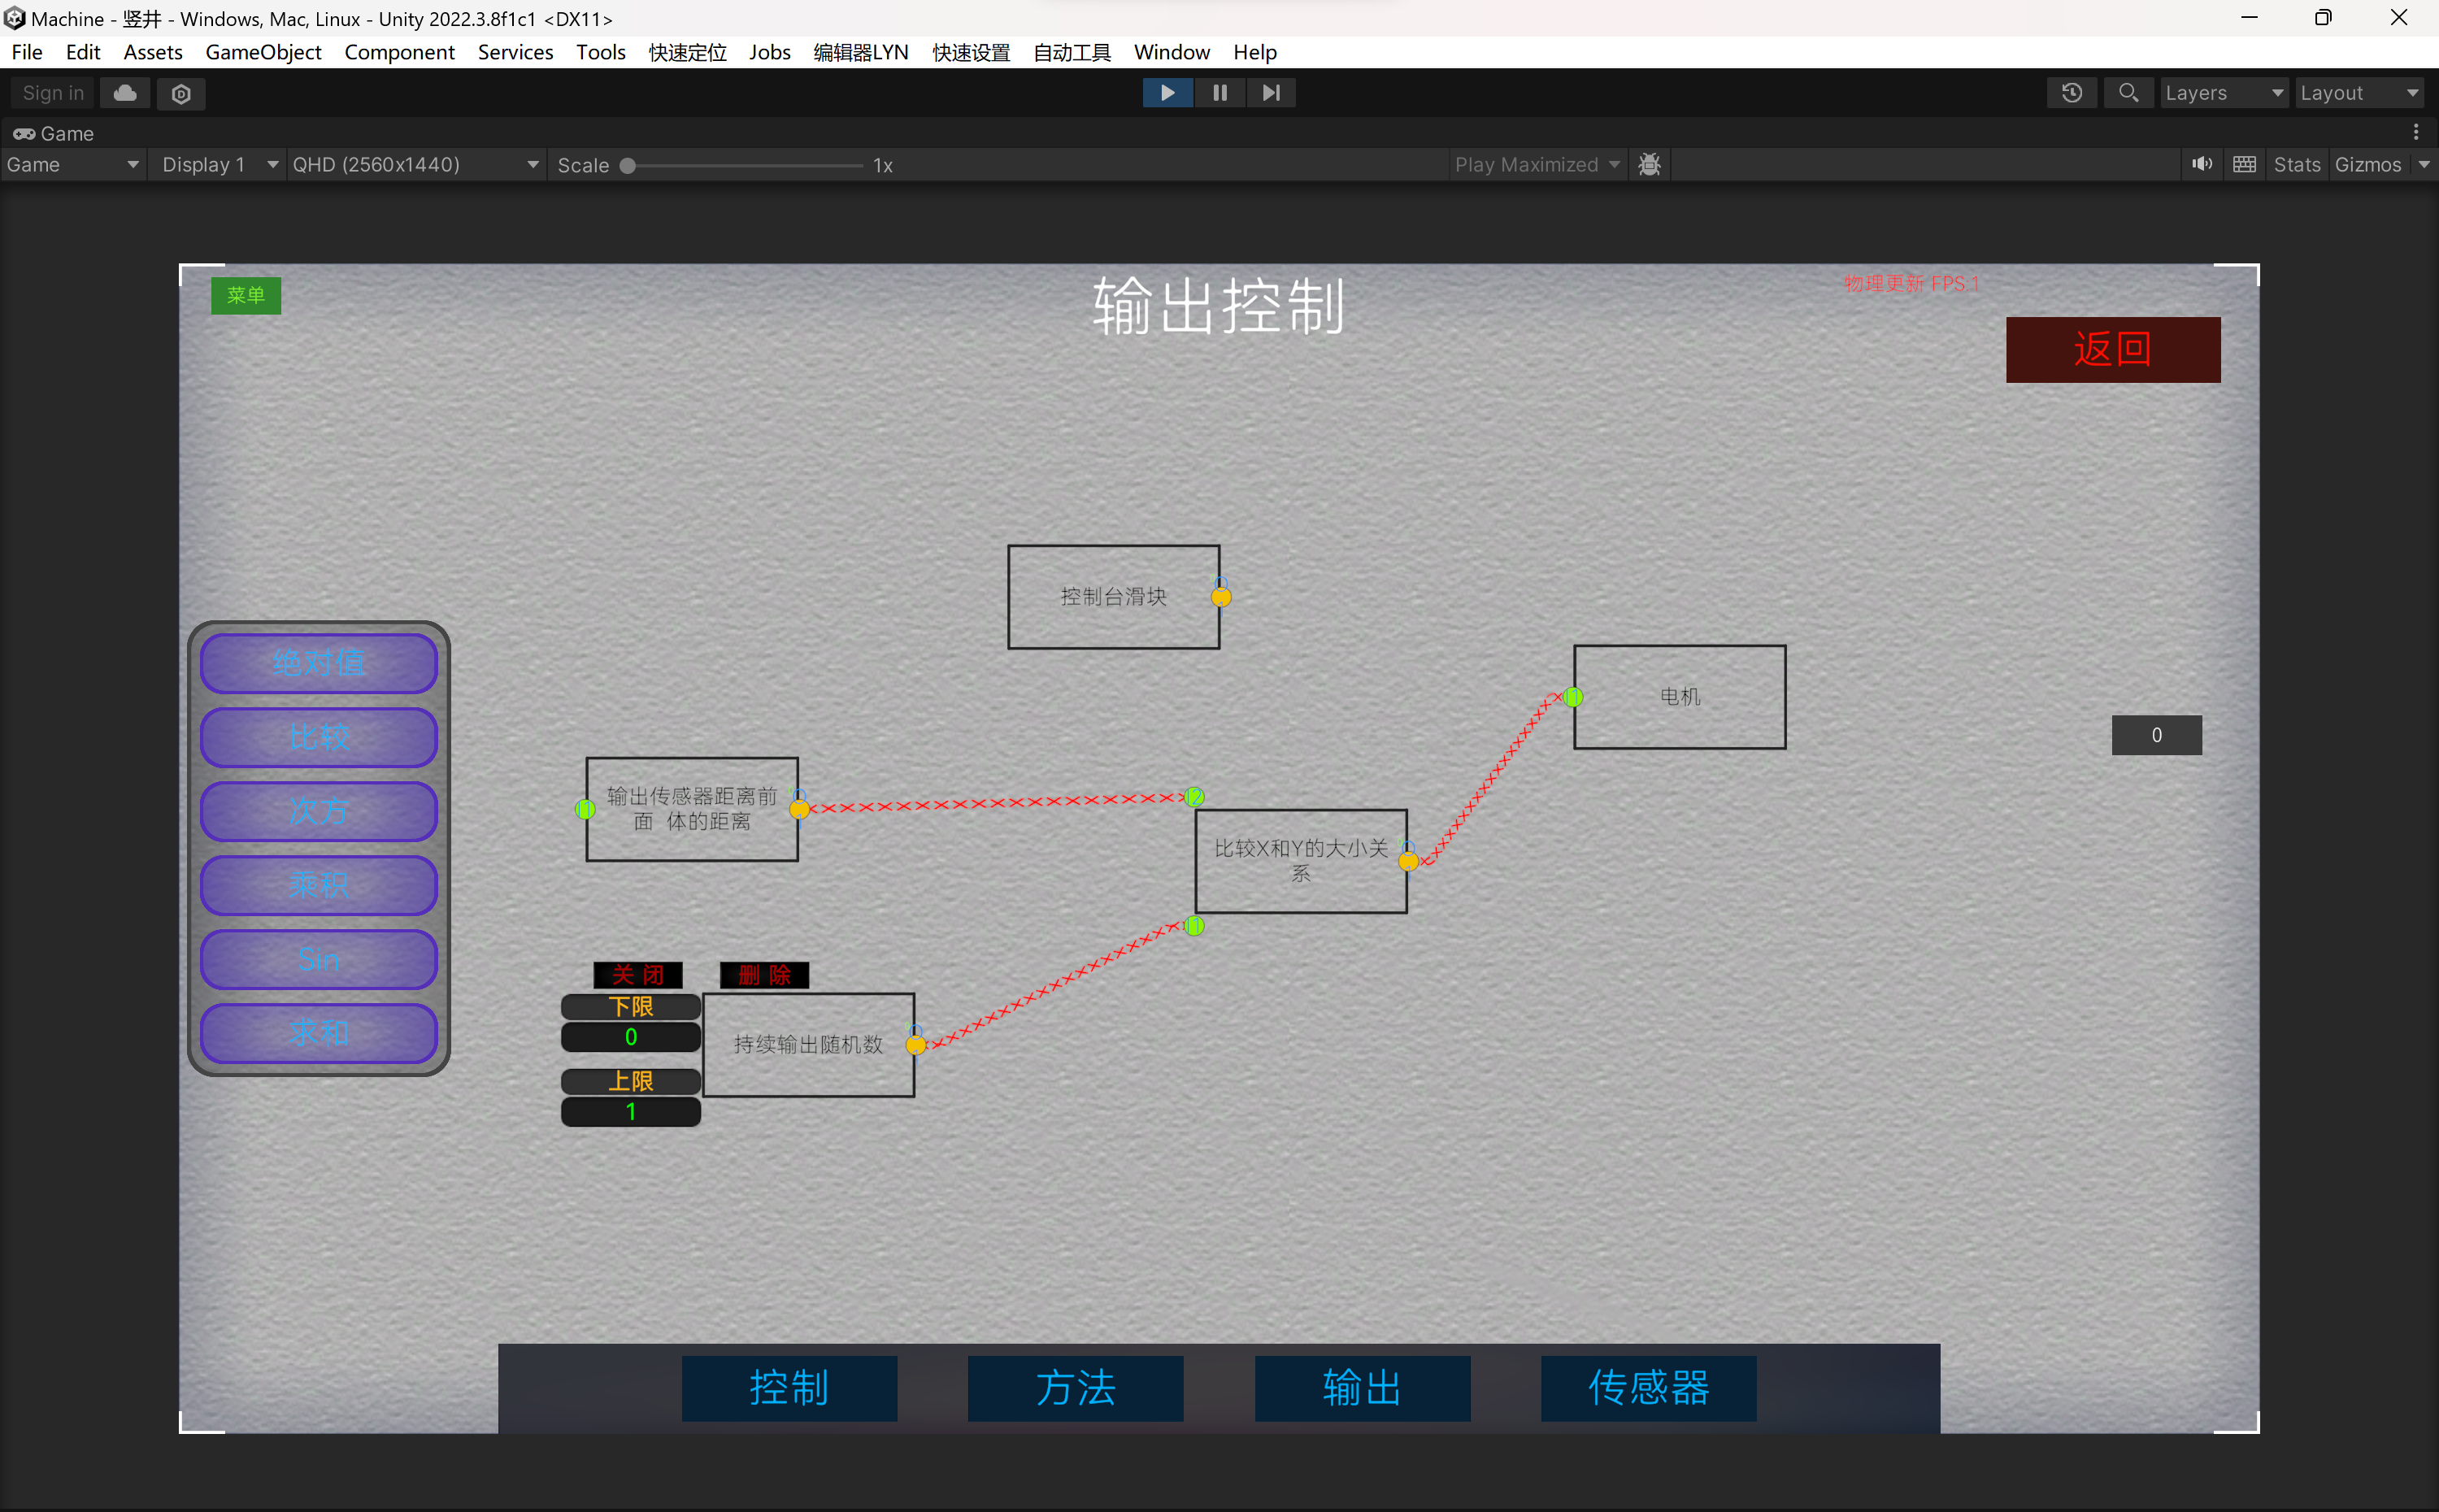 Machine - 竖井 - Windows, Mac, Linux - Unity 2022.3.8f1c1 <DX11>
File Edit Assets GameObject Component Services Tools 快速定位 Jobs 编辑器LYN 快速设置 自动工具 Window Help
Sign in Layers Layout
Game
Game Display 1 QHD (2560x1440) Scale 1x Play Maximized Stats Gizmos
菜单
输出控制
物理更新 FPS:1
返回
控制台滑块
绝对值
比较
次方
乘积
Sin
求和
电机
0
输出传感器距离前
面 体的距离
1
2
比较X和Y的大小关
系
1
1
关 闭 删 除
下限
0
持续输出随机数
上限
1
控制 方法 输出 传感器